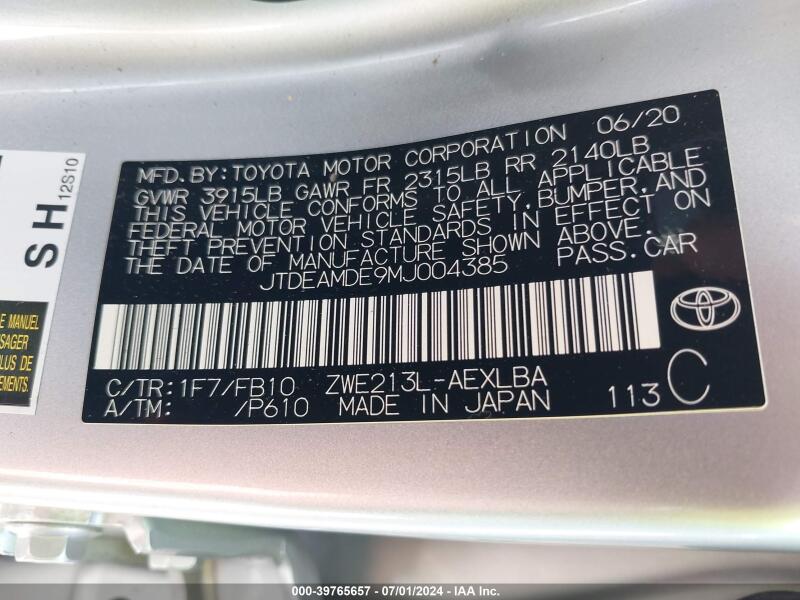 MFD. BY: TOYOTA MOTOR CORPORATION 06/20
GVWR 3915LB GAWR FR 2315LB RR 2140LB
THIS VEHICLE CONFORMS TO ALL APPLICABLE
FEDERAL MOTOR VEHICLE SAFETY, BUMPER, AND
THEFT PREVENTION STANDARDS IN EFFECT ON
THE DATE OF MANUFACTURE SHOWN ABOVE.
JTDEAMDE9MJ004385 PASS. CAR
C/TR: 1F7/FB10 ZWE213L-AEXLBA
A/TM: /P610 MADE IN JAPAN 113 C
SH
12S10
MANUEL
PLUS DE
000-39765657 - 07/01/2024 - IAA Inc.